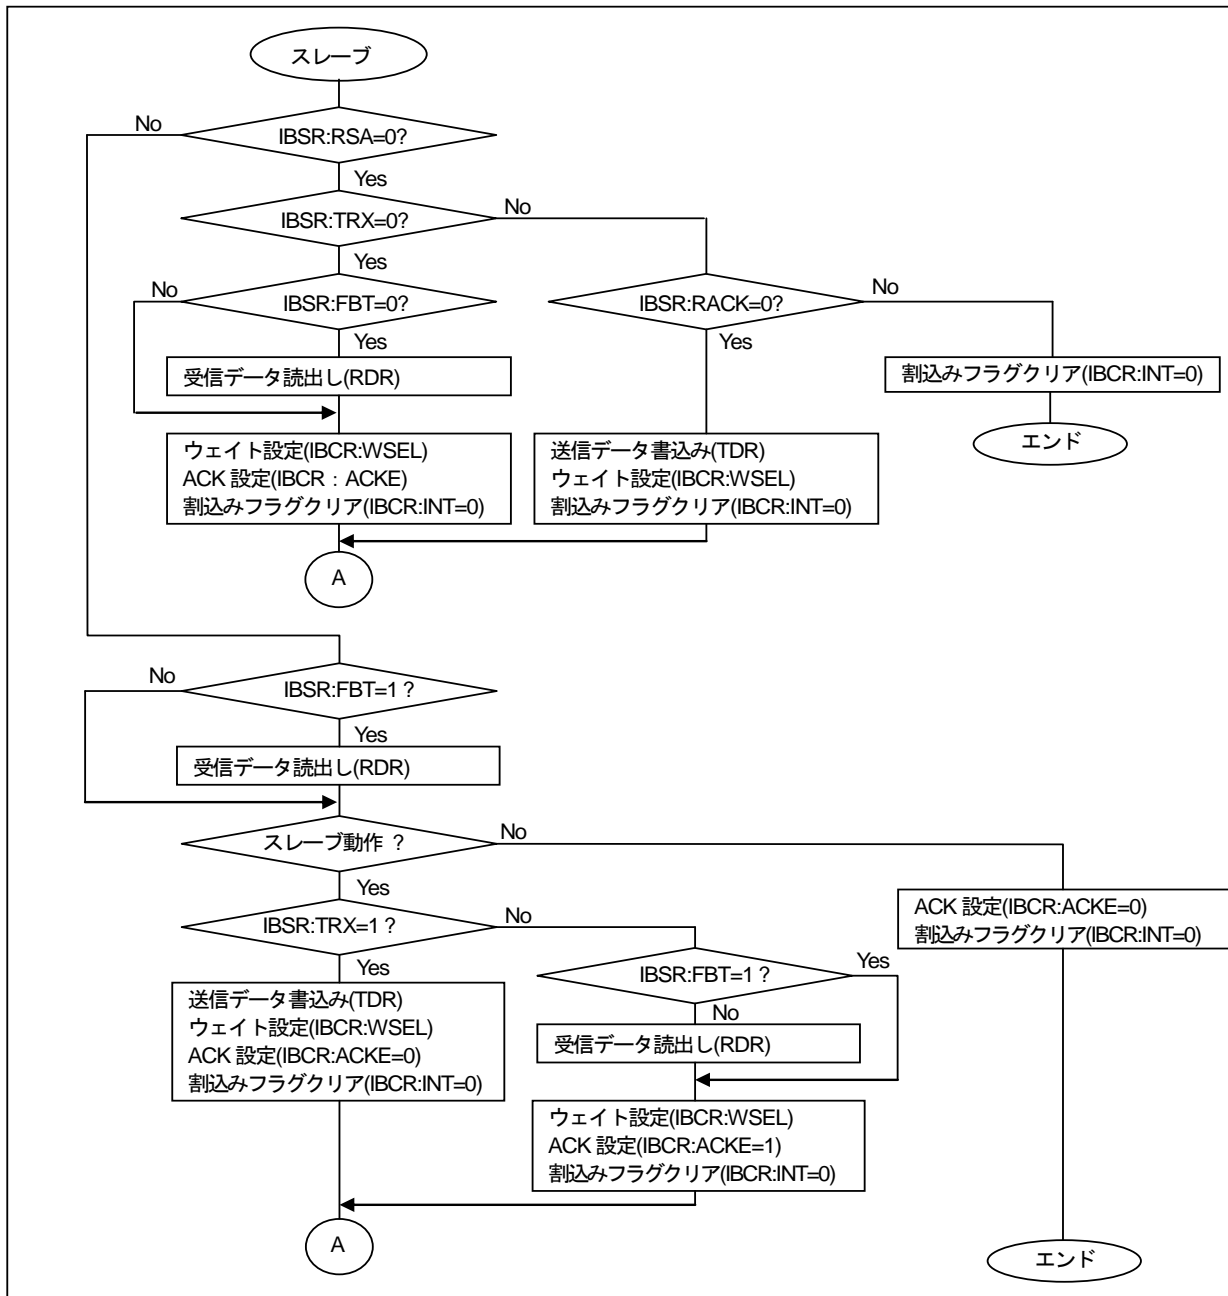 スレーブ
No
IBSR:RSA=0?
Yes
IBSR:TRX=0?
No
Yes
No
IBSR:FBT=0?
IBSR:RACK=0?
No
Yes
Yes
受信データ読出し(RDR)
割込みフラグクリア(IBCR:INT=0)
エンド
ウェイト設定(IBCR:WSEL)
ACK 設定(IBCR : ACKE)
割込みフラグクリア(IBCR:INT=0)
送信データ書込み(TDR)
ウェイト設定(IBCR:WSEL)
割込みフラグクリア(IBCR:INT=0)
A
No
IBSR:FBT=1 ?
Yes
受信データ読出し(RDR)
スレーブ動作 ?
No
Yes
ACK 設定(IBCR:ACKE=0)
割込みフラグクリア(IBCR:INT=0)
IBSR:TRX=1 ?
No
Yes
IBSR:FBT=1 ?
Yes
No
送信データ書込み(TDR)
ウェイト設定(IBCR:WSEL)
ACK 設定(IBCR:ACKE=0)
割込みフラグクリア(IBCR:INT=0)
受信データ読出し(RDR)
ウェイト設定(IBCR:WSEL)
ACK 設定(IBCR:ACKE=1)
割込みフラグクリア(IBCR:INT=0)
A
エンド